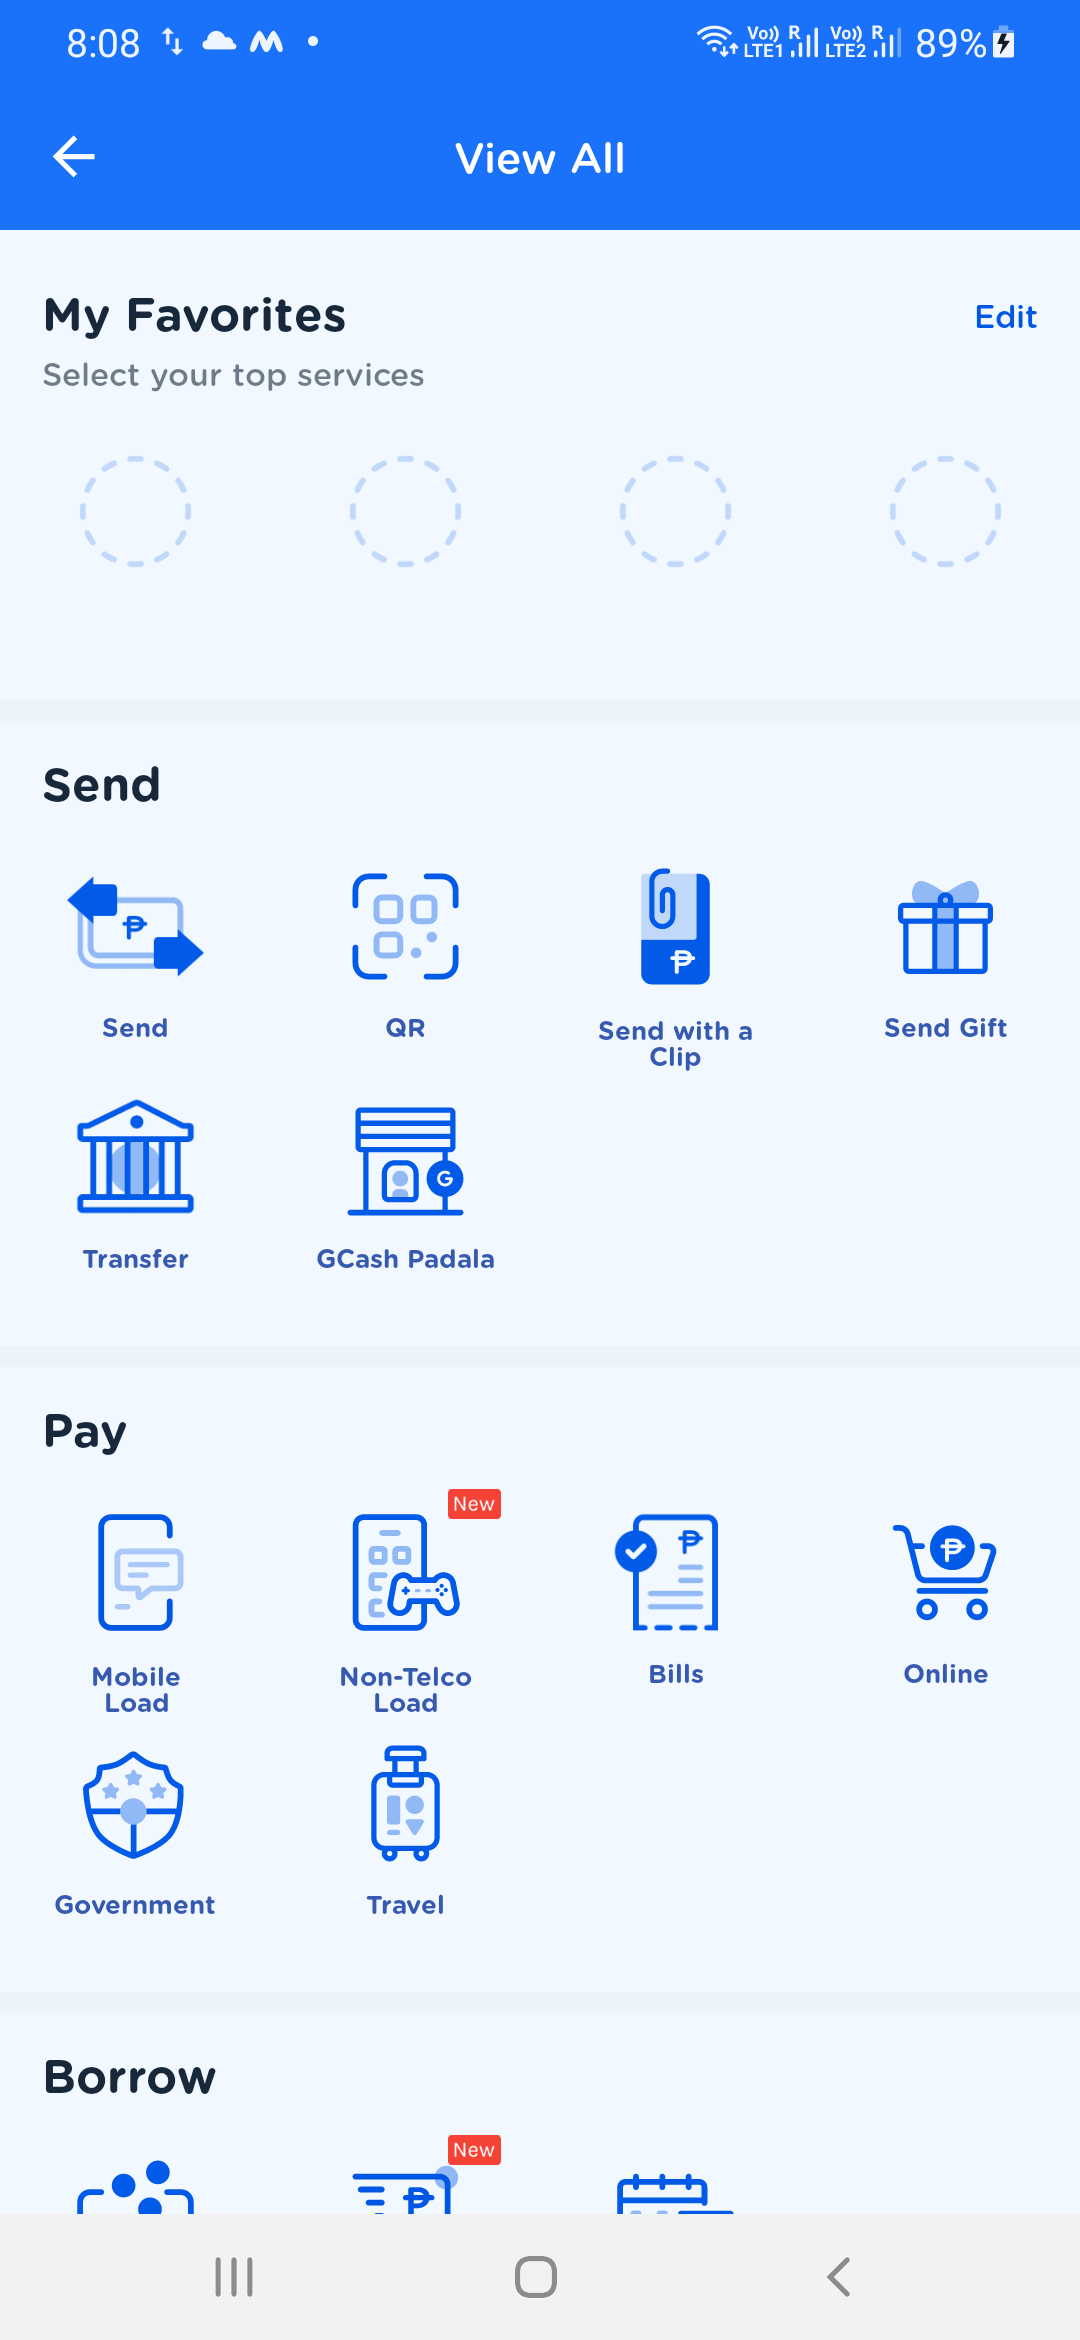 8:08
Vo)) R Vo)) R
LTE1 LTE2 89%
View All
My Favorites
Edit
Select your top services
Send
₱
₱
Send
QR
Send with a
Clip
Send Gift
G
Transfer
GCash Padala
Pay
New
₱
₱
Mobile
Load
Non-Telco
Load
Bills
Online
Government
Travel
Borrow
New
₱